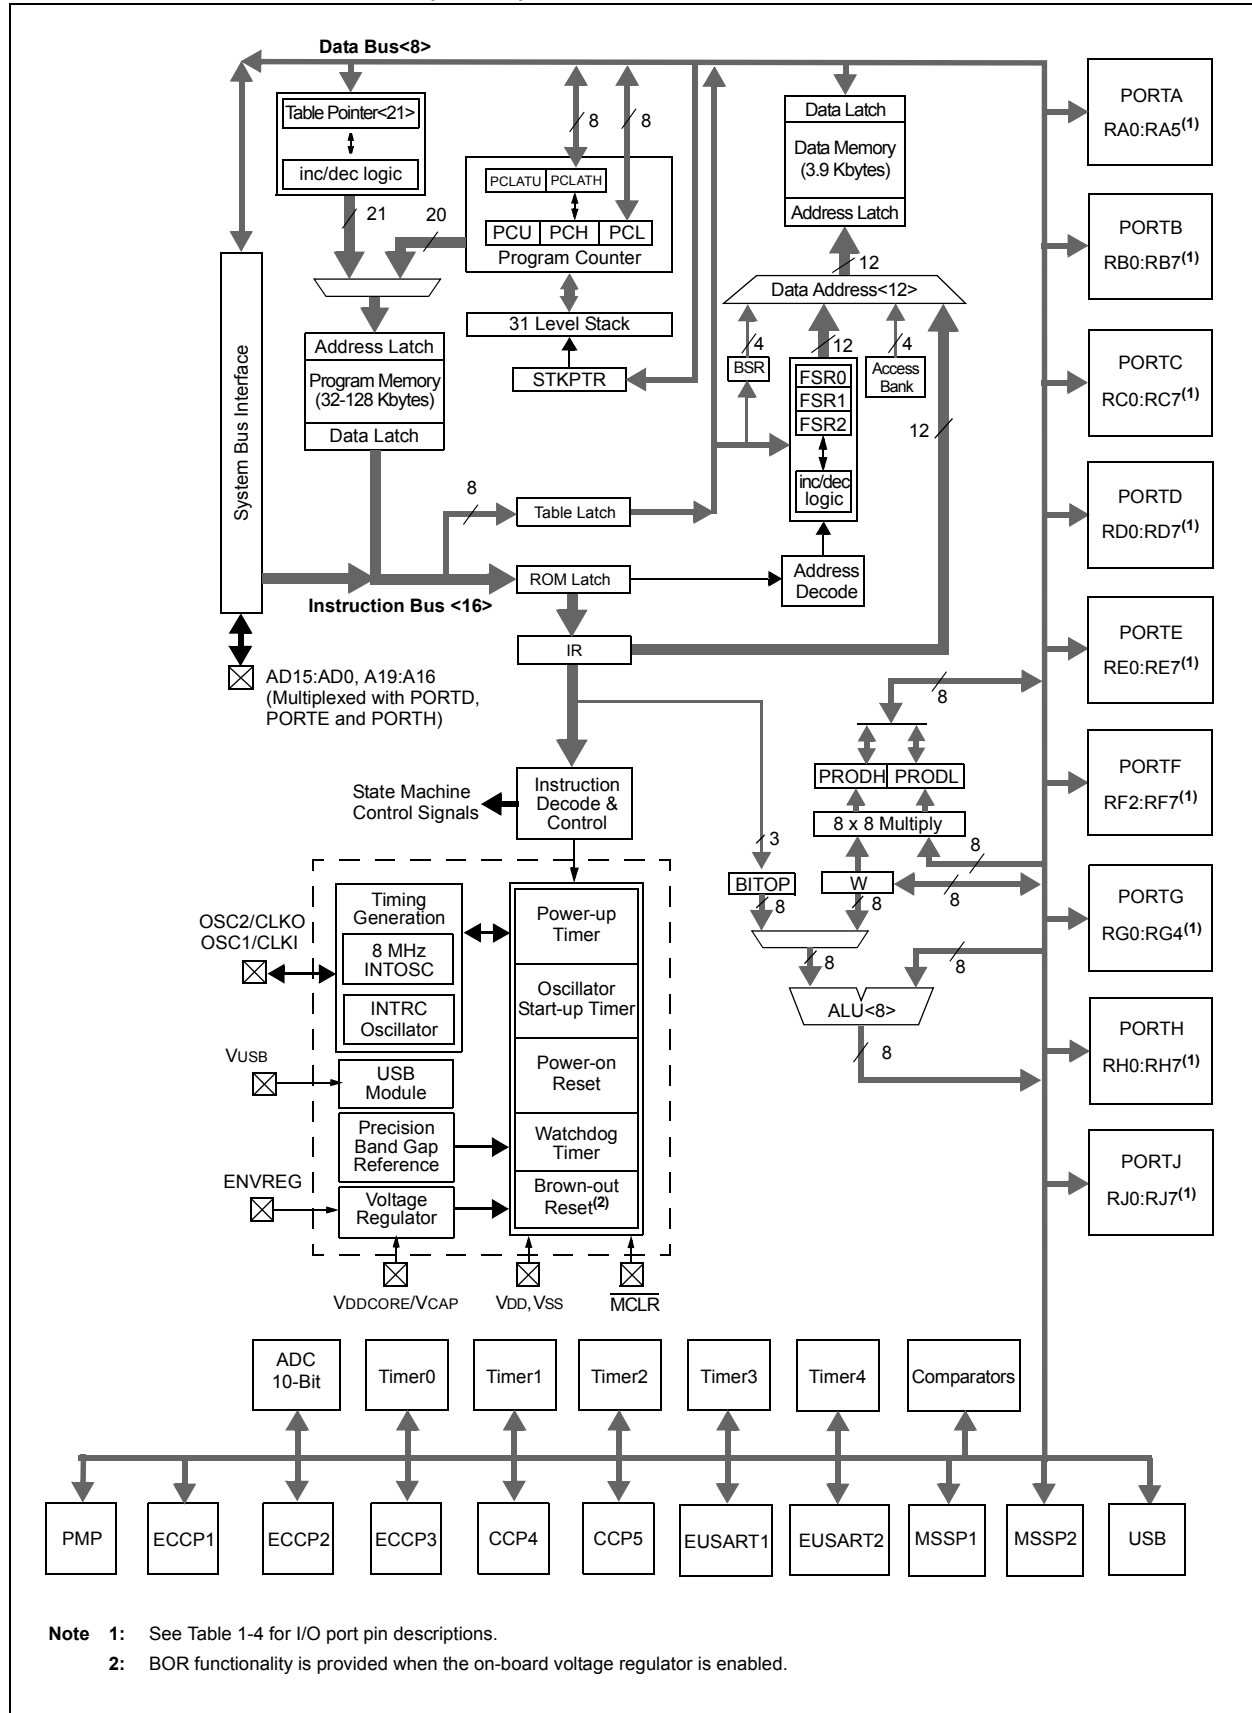 Data Bus<8>
Table Pointer<21>
inc/dec logic
21
20
8
8
PCLATU
PCLATH
PCU
PCH
PCL
Program Counter
31 Level Stack
STKPTR
Data Latch
Data Memory
(3.9 Kbytes)
Address Latch
12
Data Address<12>
4
12
4
BSR
FSR0
FSR1
FSR2
inc/dec
logic
Access
Bank
12
Address
Decode
System Bus Interface
Address Latch
Program Memory
(32-128 Kbytes)
Data Latch
8
Table Latch
ROM Latch
Instruction Bus <16>
IR
AD15:AD0, A19:A16
(Multiplexed with PORTD,
PORTE and PORTH)
State Machine
Control Signals
Instruction
Decode &
Control
8
PRODH
PRODL
8 x 8 Multiply
3
8
BITOP
W
8
8
8
8
8
ALU<8>
8
OSC2/CLKO
OSC1/CLKI
Timing
Generation
8 MHz
INTOSC
INTRC
Oscillator
VUSB
USB
Module
Precision
Band Gap
Reference
ENVREG
Voltage
Regulator
Power-up
Timer
Oscillator
Start-up Timer
Power-on
Reset
Watchdog
Timer
Brown-out
Reset(2)
VDDCORE/VCAP
VDD, VSS
MCLR
PORTA
RA0:RA5(1)
PORTB
RB0:RB7(1)
PORTC
RC0:RC7(1)
PORTD
RD0:RD7(1)
PORTE
RE0:RE7(1)
PORTF
RF2:RF7(1)
PORTG
RG0:RG4(1)
PORTH
RH0:RH7(1)
PORTJ
RJ0:RJ7(1)
ADC
10-Bit
Timer0
Timer1
Timer2
Timer3
Timer4
Comparators
PMP
ECCP1
ECCP2
ECCP3
CCP4
CCP5
EUSART1
EUSART2
MSSP1
MSSP2
USB
Note 1: See Table 1-4 for I/O port pin descriptions.
2: BOR functionality is provided when the on-board voltage regulator is enabled.